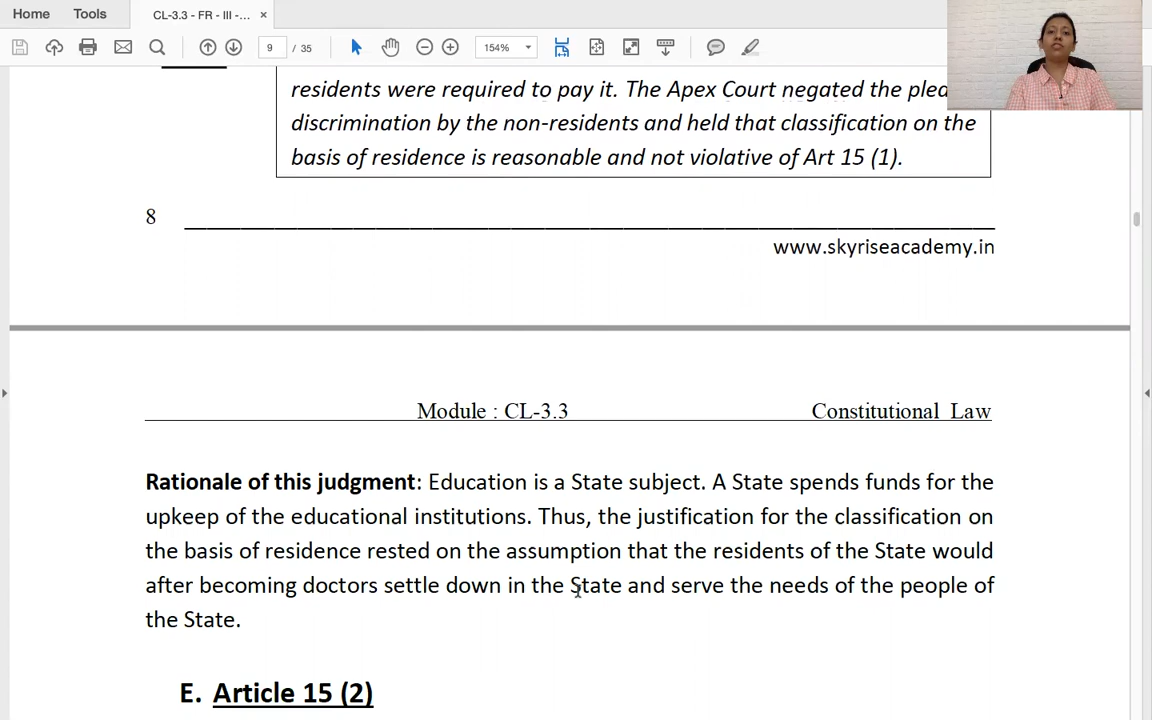 Home Tools CL-3.3 - FR - III -... ×
9 / 35 154%
residents were required to pay it. The Apex Court negated the
discrimination by the non-residents and held that classification on the
basis of residence is reasonable and not violative of Art 15 (1).
8
www.skyriseacademy.in
Module : CL-3.3 Constitutional Law
Rationale of this judgment: Education is a State subject. A State spends funds for the
upkeep of the educational institutions. Thus, the justification for the classification on
the basis of residence rested on the assumption that the residents of the State would
after becoming doctors settle down in the State and serve the needs of the people of
the State.
E. Article 15 (2)